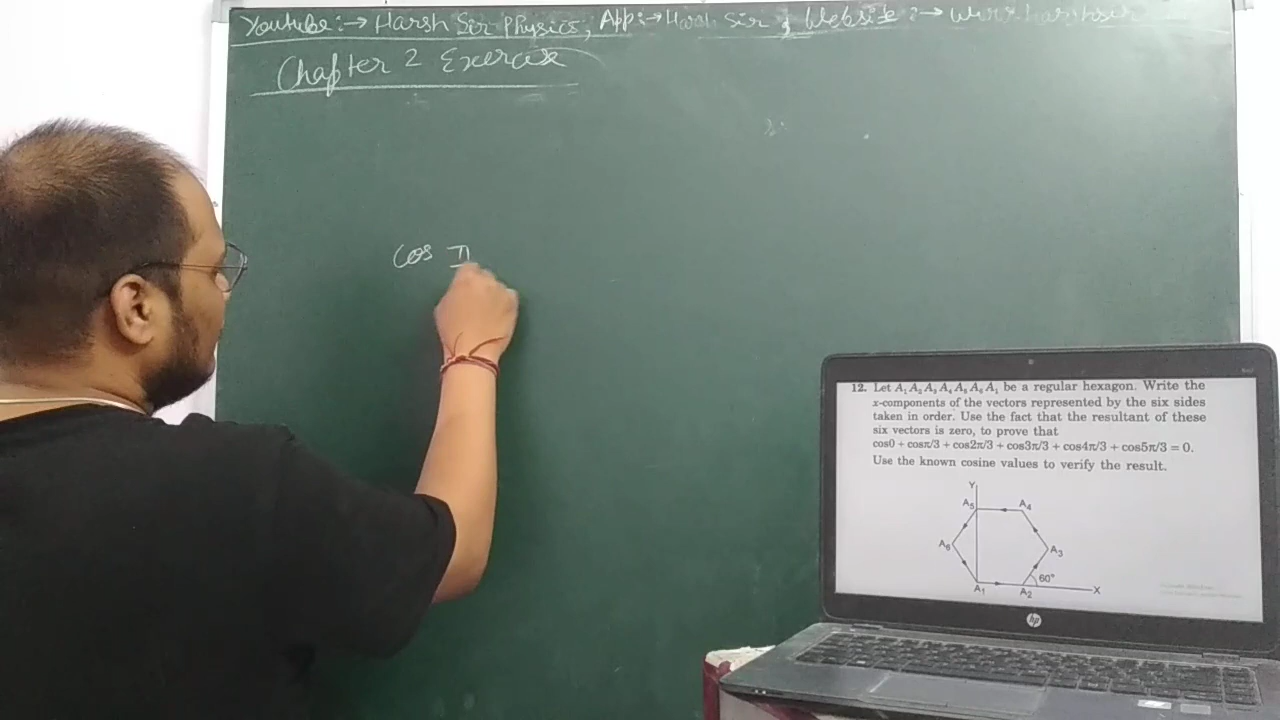 Youtube:→ Harsh Sir Physics, App:→ Harsh Sir, Website:→
Chapter 2 Exercise
cos π
12. Let A₁A₂A₃A₄A₅A₆A₁ be a regular hexagon. Write the
x-components of the vectors represented by the six sides
taken in order. Use the fact that the resultant of these
six vectors is zero, to prove that
cos0 + cosπ/3 + cos2π/3 + cos3π/3 + cos4π/3 + cos5π/3 = 0.
Use the known cosine values to verify the result.
Y
A₅ A₄
A₆ A₃
60°
A₁ A₂ X
hp